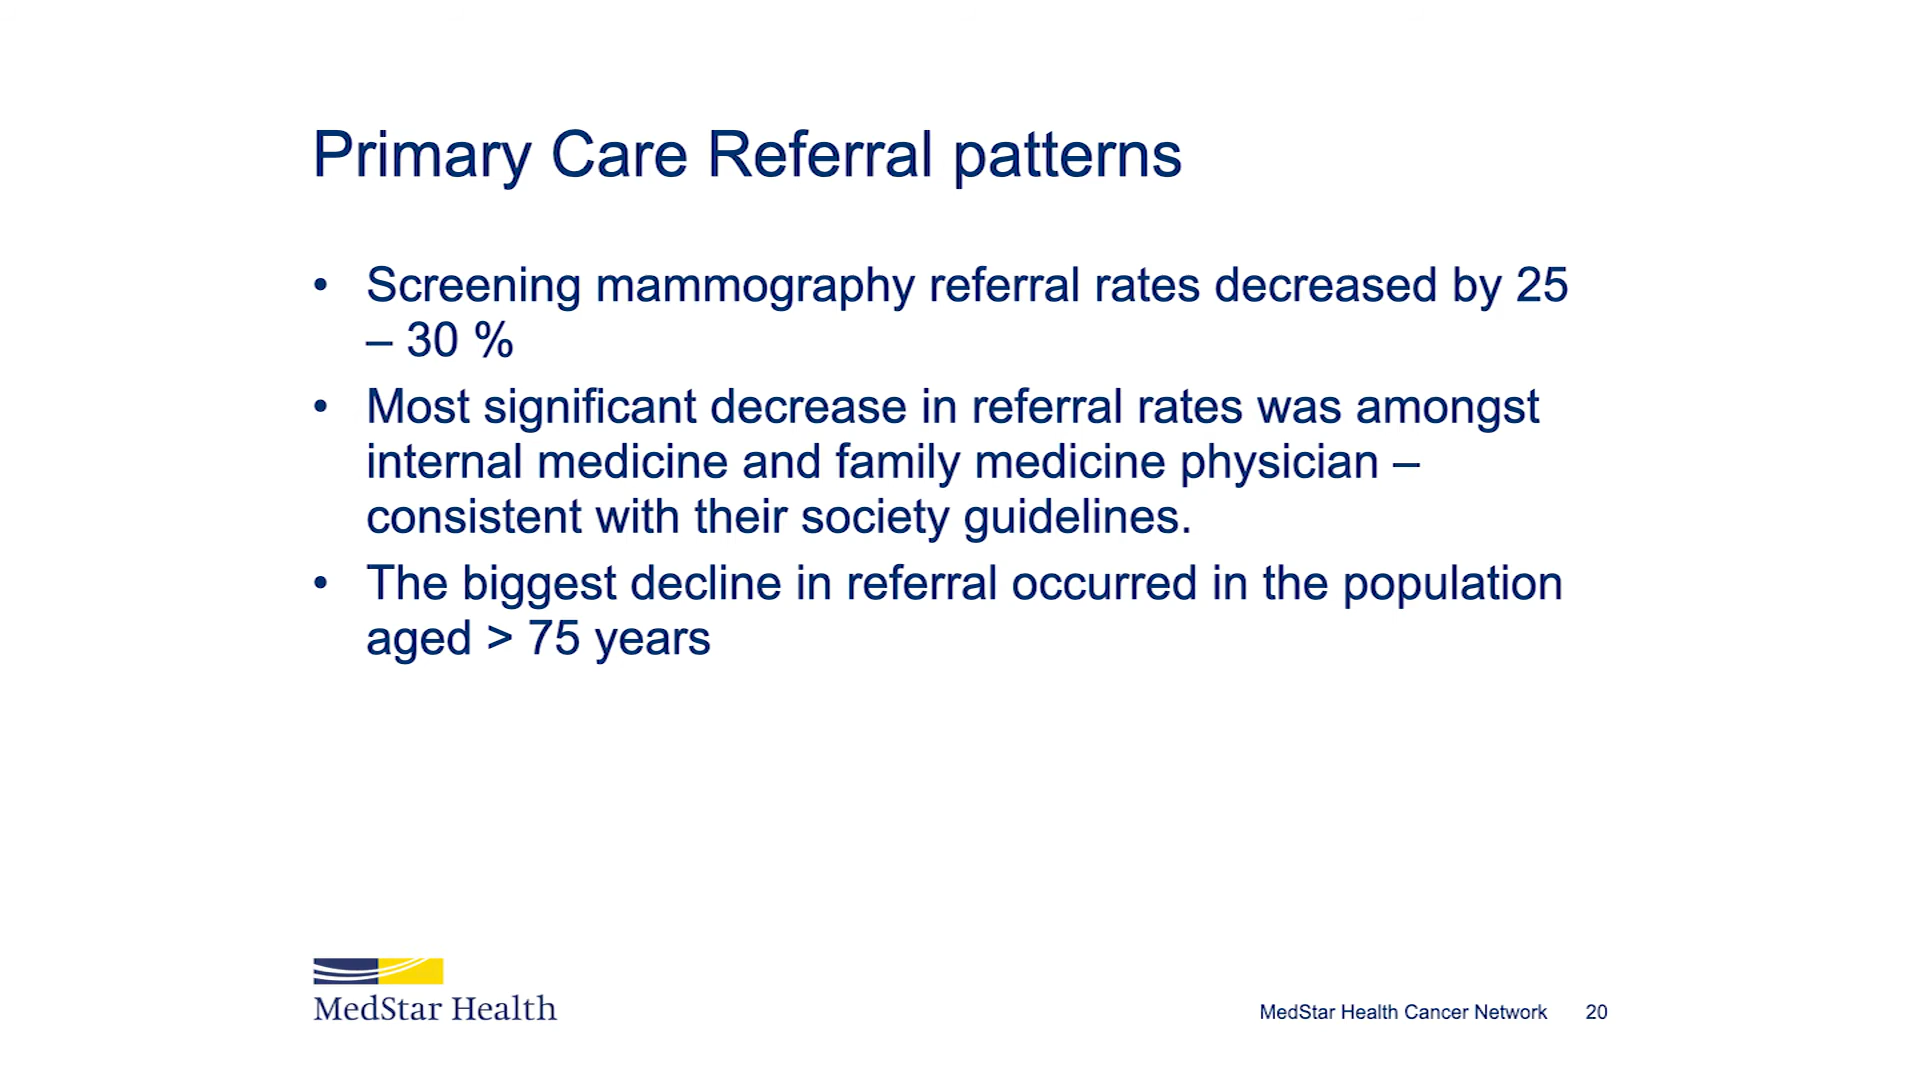 Primary Care Referral patterns
• Screening mammography referral rates decreased by 25
– 30 %
• Most significant decrease in referral rates was amongst
internal medicine and family medicine physician –
consistent with their society guidelines.
• The biggest decline in referral occurred in the population
aged > 75 years
MedStar Health
MedStar Health Cancer Network 20